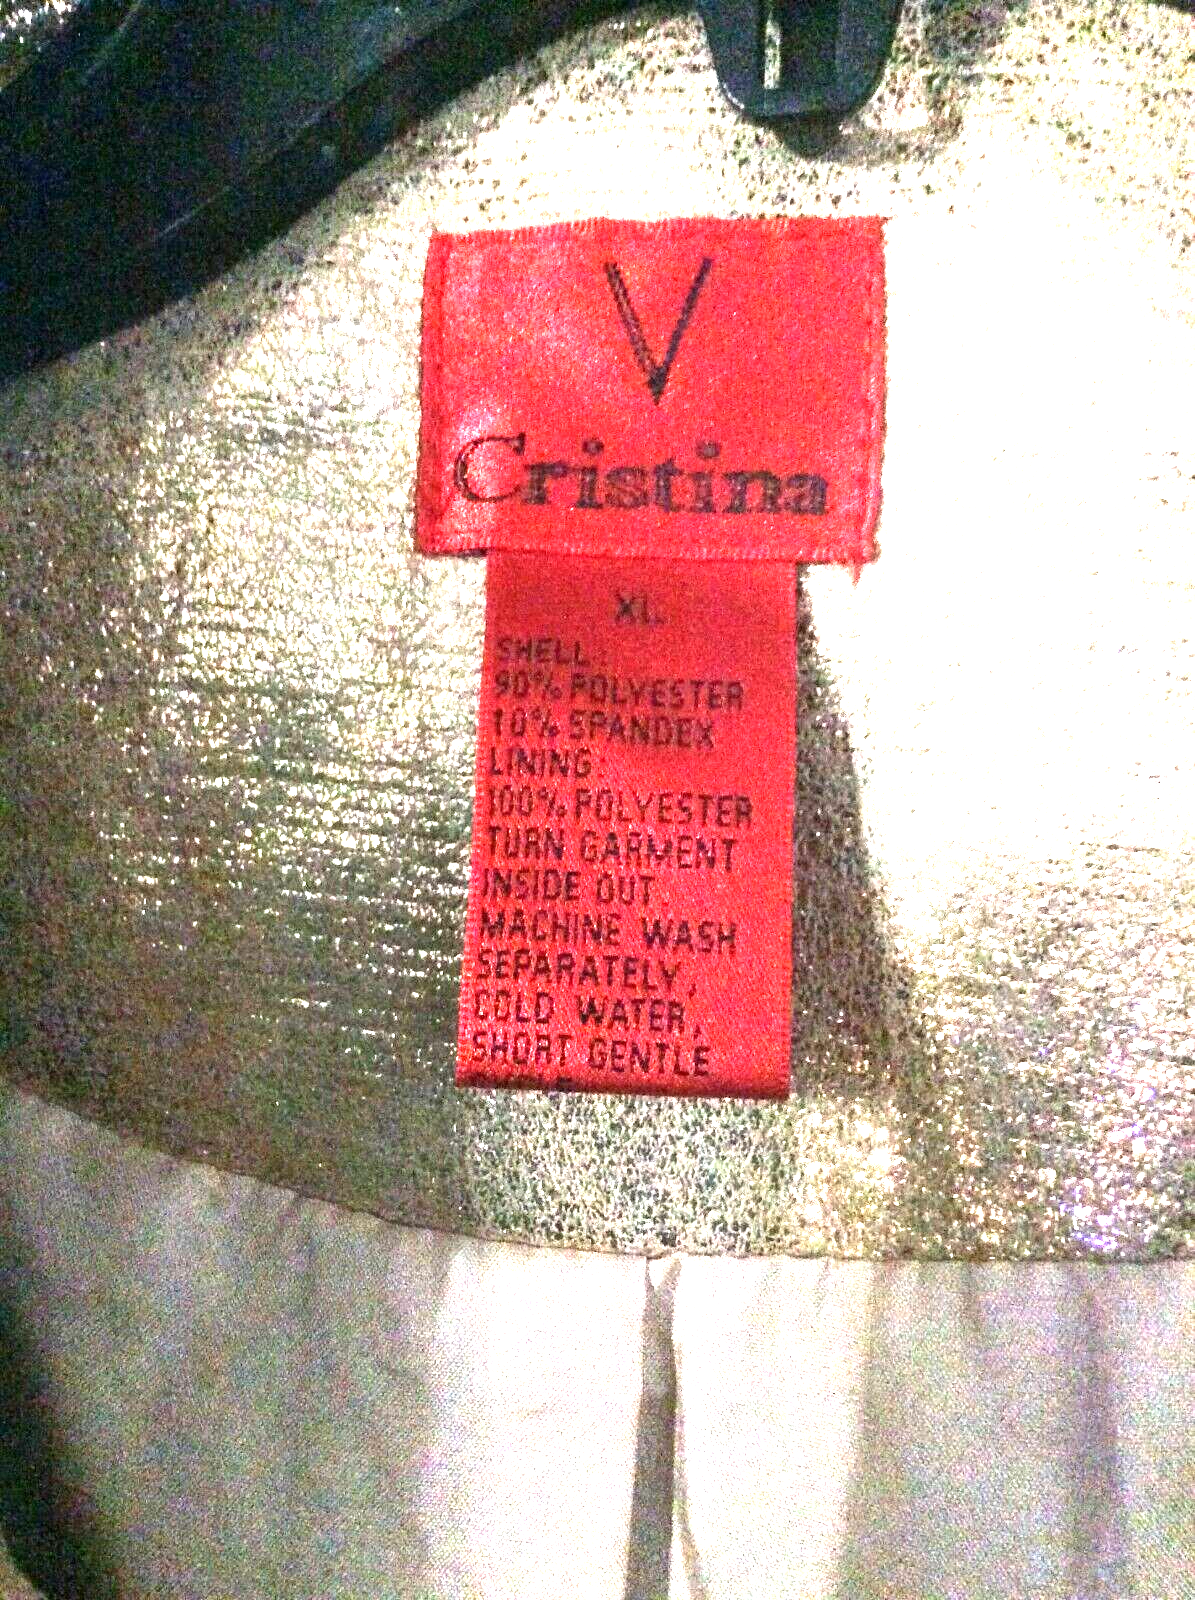 V
Cristina
XL
SHELL:
90% POLYESTER
10% SPANDEX
LINING:
100% POLYESTER
TURN GARMENT
INSIDE OUT
MACHINE WASH
SEPARATELY,
COLD WATER,
SHORT GENTLE